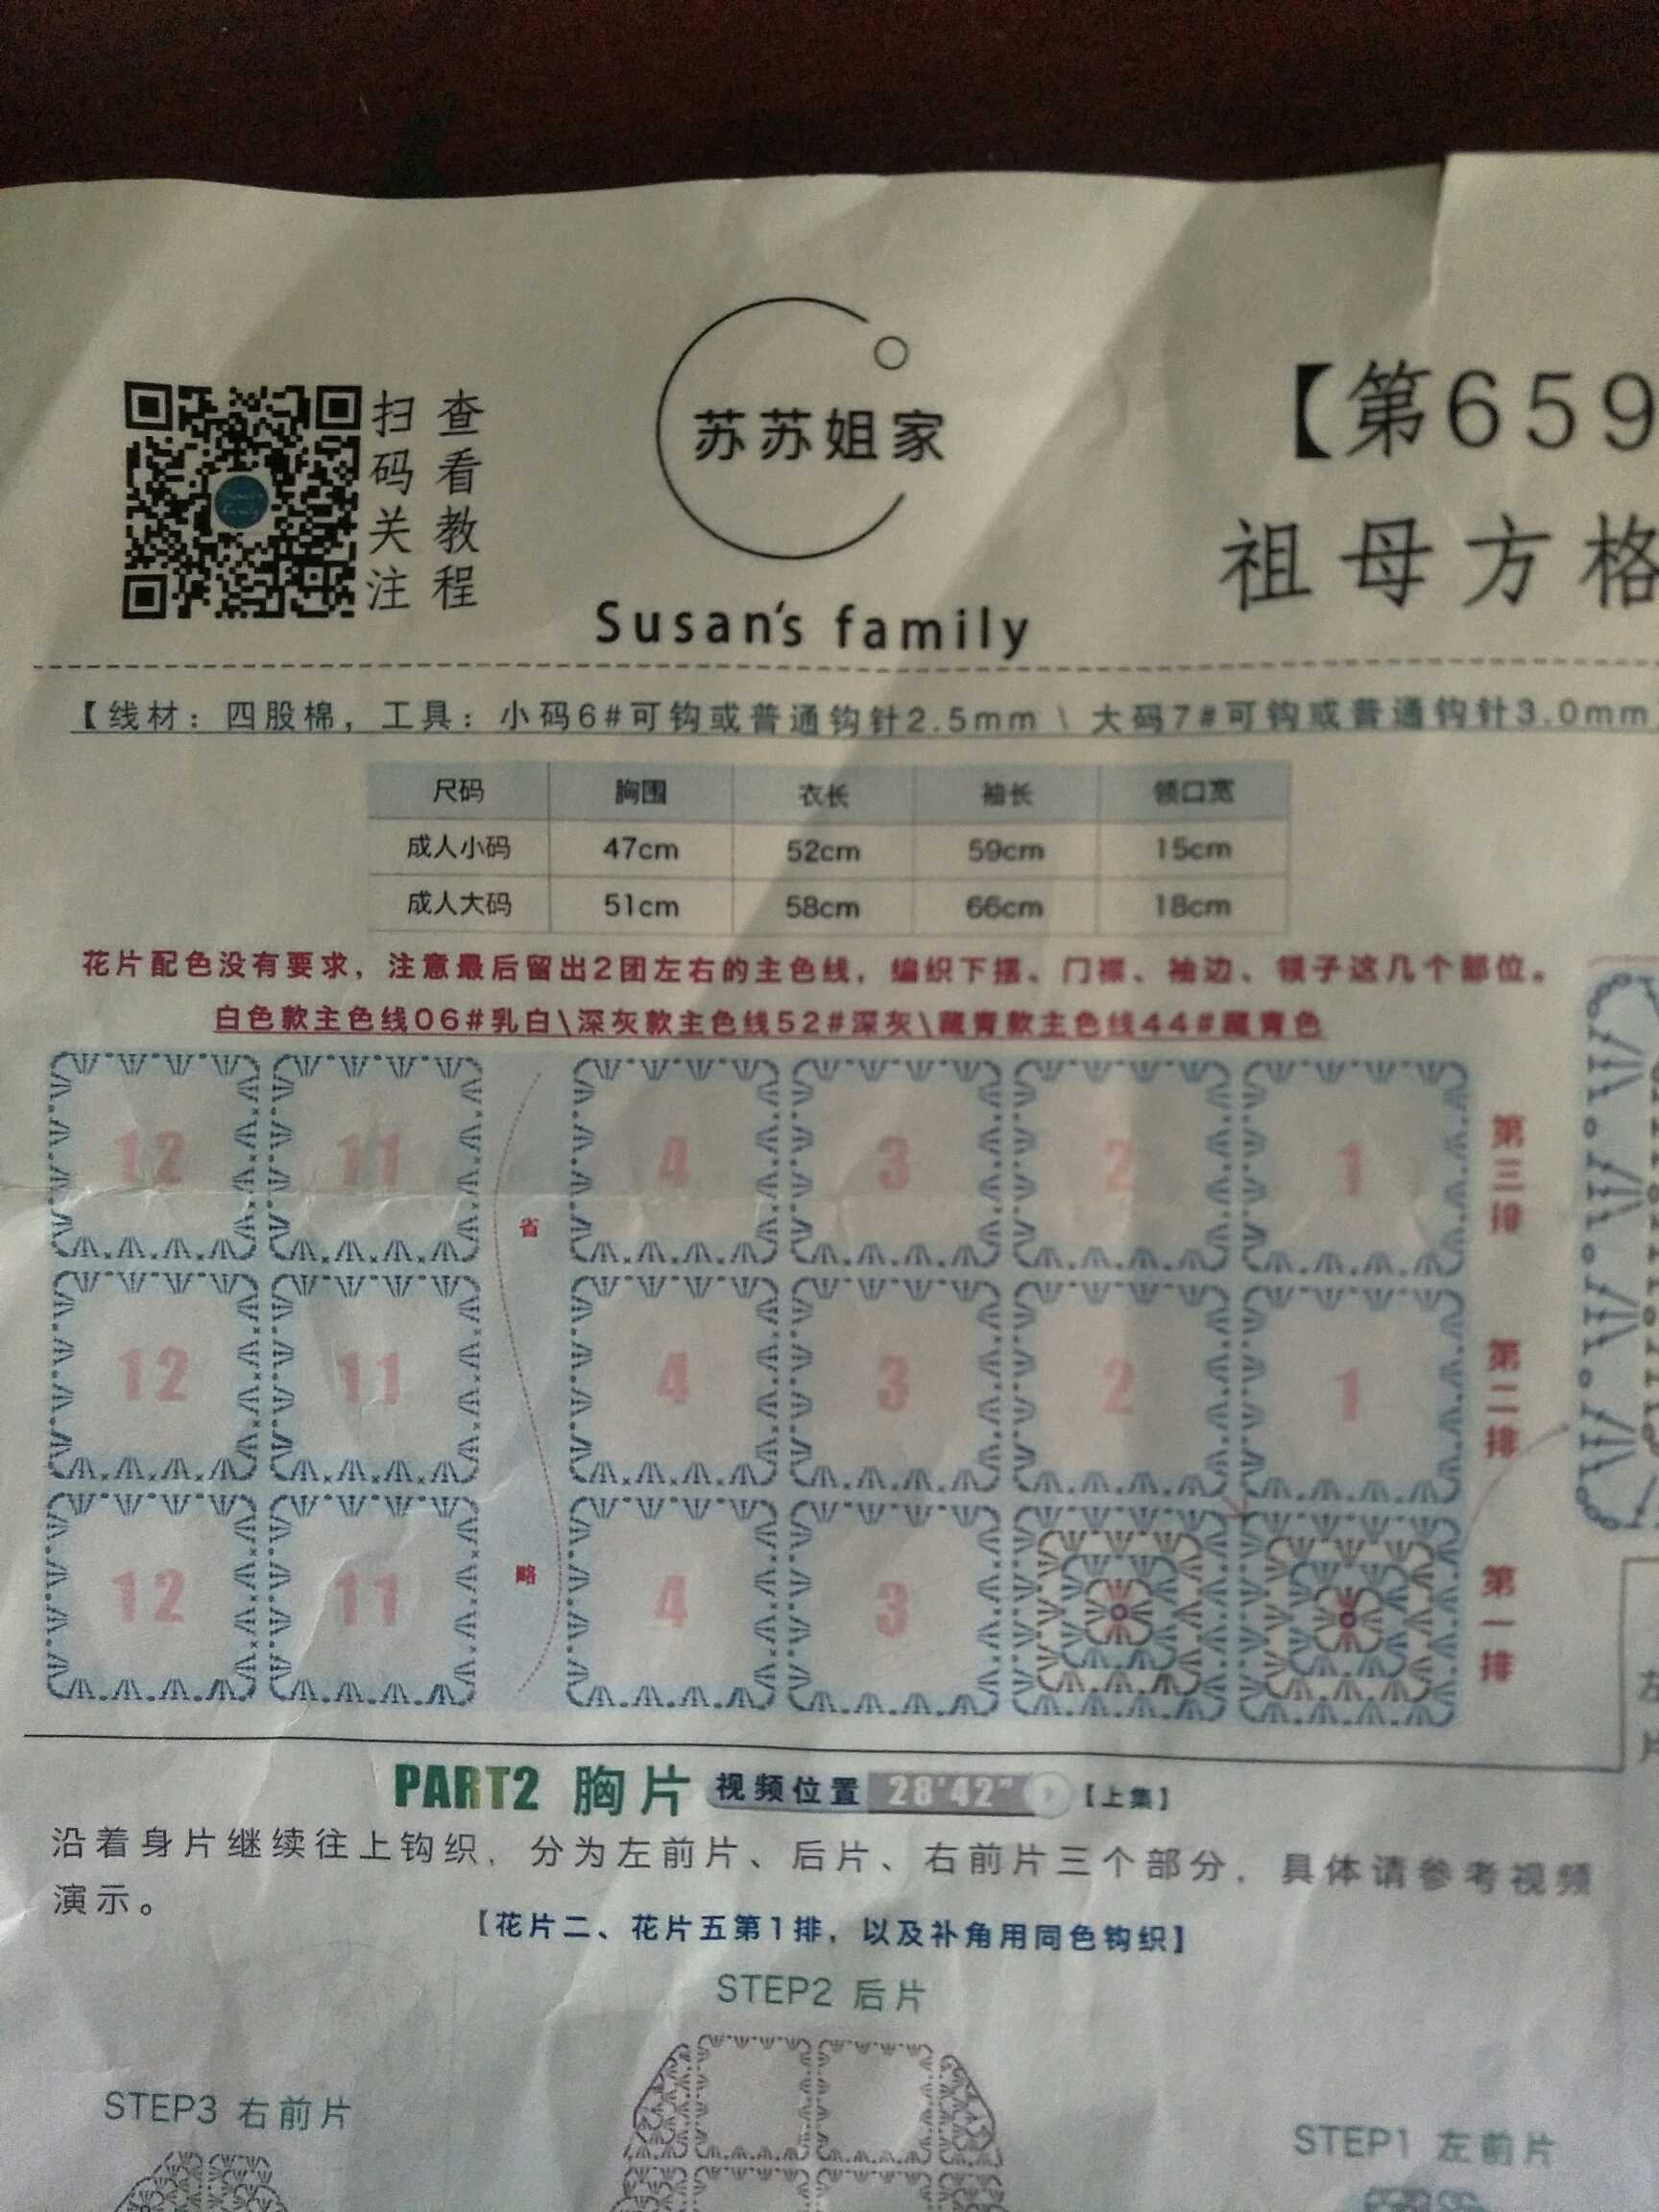 扫码关注
查看教程
苏苏姐家
Susan's family
【第659
祖母方格
【线材：四股棉，工具：小码6#可钩或普通钩针2.5mm \ 大码7#可钩或普通钩针3.0mm
尺码 胸围 衣长 袖长 领口宽
成人小码 47cm 52cm 59cm 15cm
成人大码 51cm 58cm 66cm 18cm
花片配色没有要求，注意最后留出2团左右的主色线，编织下摆、门襟、袖边、领子这几个部位。
白色款主色线06#乳白\深灰款主色线52#深灰\藏青款主色线44#藏青色
12 11 4 3 2 1 第三排
省
12 11 4 3 2 1 第二排
略
12 11 4 3 第一排
左片
PART2 胸片 视频位置 28'42" 【上集】
沿着身片继续往上钩织，分为左前片、后片、右前片三个部分，具体请参考视频
演示。
【花片二、花片五第1排，以及补角用同色钩织】
STEP2 后片
STEP3 右前片
STEP1 左前片